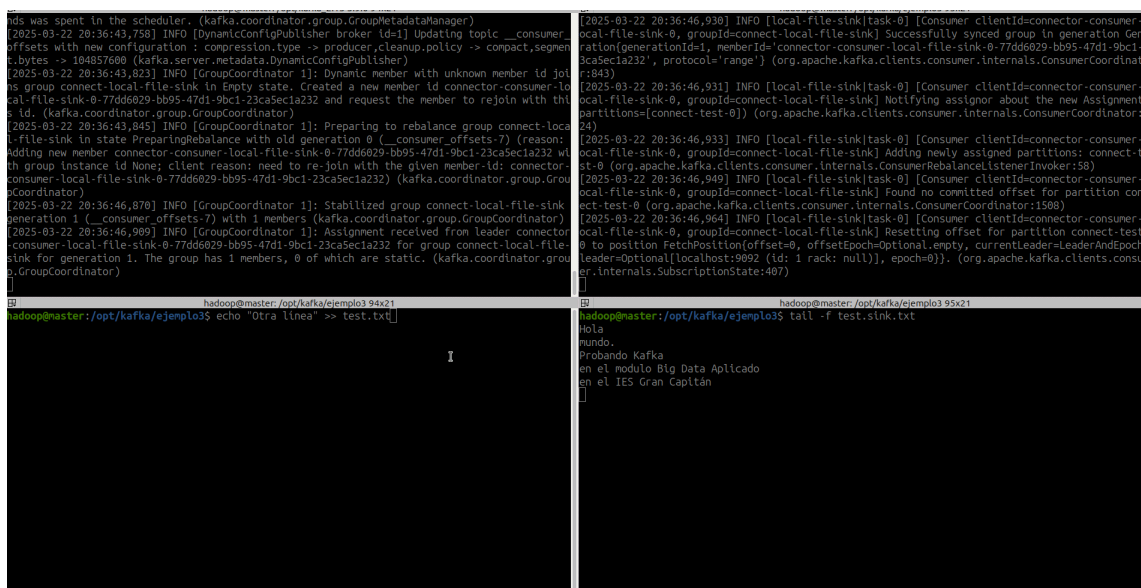 nds was spent in the scheduler. (kafka.coordinator.group.GroupMetadataManager)
[2025-03-22 20:36:43,758] INFO [DynamicConfigPublisher broker id=1] Updating topic __consumer_
offsets with new configuration : compression.type -> producer,cleanup.policy -> compact,segmen
t.bytes -> 104857600 (kafka.server.metadata.DynamicConfigPublisher)
[2025-03-22 20:36:43,823] INFO [GroupCoordinator 1]: Dynamic member with unknown member id joi
ns group connect-local-file-sink in Empty state. Created a new member id connector-consumer-lo
cal-file-sink-0-77dd6029-bb95-47d1-9bc1-23ca5ec1a232 and request the member to rejoin with thi
s id. (kafka.coordinator.group.GroupCoordinator)
[2025-03-22 20:36:43,845] INFO [GroupCoordinator 1]: Preparing to rebalance group connect-loca
l-file-sink in state PreparingRebalance with old generation 0 (__consumer_offsets-7) (reason:
Adding new member connector-consumer-local-file-sink-0-77dd6029-bb95-47d1-9bc1-23ca5ec1a232 wi
th group instance id None; client reason: need to re-join with the given member-id: connector-
consumer-local-file-sink-0-77dd6029-bb95-47d1-9bc1-23ca5ec1a232) (kafka.coordinator.group.Grou
pCoordinator)
[2025-03-22 20:36:46,870] INFO [GroupCoordinator 1]: Stabilized group connect-local-file-sink
generation 1 (__consumer_offsets-7) with 1 members (kafka.coordinator.group.GroupCoordinator)
[2025-03-22 20:36:46,909] INFO [GroupCoordinator 1]: Assignment received from leader connector
-consumer-local-file-sink-0-77dd6029-bb95-47d1-9bc1-23ca5ec1a232 for group connect-local-file-
sink for generation 1. The group has 1 members, 0 of which are static. (kafka.coordinator.grou
p.GroupCoordinator)
[2025-03-22 20:36:46,930] INFO [local-file-sink|task-0] [Consumer clientId=connector-consumer-
local-file-sink-0, groupId=connect-local-file-sink] Successfully synced group in generation Gen
ration{generationId=1, memberId='connector-consumer-local-file-sink-0-77dd6029-bb95-47d1-9bc1-
3ca5ec1a232', protocol='range'} (org.apache.kafka.clients.consumer.internals.ConsumerCoordinat
r:843)
[2025-03-22 20:36:46,931] INFO [local-file-sink|task-0] [Consumer clientId=connector-consumer-
ocal-file-sink-0, groupId=connect-local-file-sink] Notifying assignor about the new Assignment
partitions=[connect-test-0]) (org.apache.kafka.clients.consumer.internals.ConsumerCoordinator:
24)
[2025-03-22 20:36:46,933] INFO [local-file-sink|task-0] [Consumer clientId=connector-consumer-
ocal-file-sink-0, groupId=connect-local-file-sink] Adding newly assigned partitions: connect-t
st-0 (org.apache.kafka.clients.consumer.internals.ConsumerRebalanceListenerInvoker:58)
[2025-03-22 20:36:46,949] INFO [local-file-sink|task-0] [Consumer clientId=connector-consumer-
ocal-file-sink-0, groupId=connect-local-file-sink] Found no committed offset for partition con
ect-test-0 (org.apache.kafka.clients.consumer.internals.ConsumerCoordinator:1508)
[2025-03-22 20:36:46,964] INFO [local-file-sink|task-0] [Consumer clientId=connector-consumer-
ocal-file-sink-0, groupId=connect-local-file-sink] Resetting offset for partition connect-test
0 to position FetchPosition{offset=0, offsetEpoch=Optional.empty, currentLeader=LeaderAndEpoch
leader=Optional[localhost:9092 (id: 1 rack: null)], epoch=0}}. (org.apache.kafka.clients.consu
er.internals.SubscriptionState:407)
hadoop@master: /opt/kafka/ejemplo3 94x21
hadoop@master:/opt/kafka/ejemplo3$ echo "Otra linea" >> test.txt
hadoop@master: /opt/kafka/ejemplo3 95x21
hadoop@master:/opt/kafka/ejemplo3$ tail -f test.sink.txt
Hola
mundo.
Probando Kafka
en el modulo Big Data Aplicado
en el IES Gran Capitán